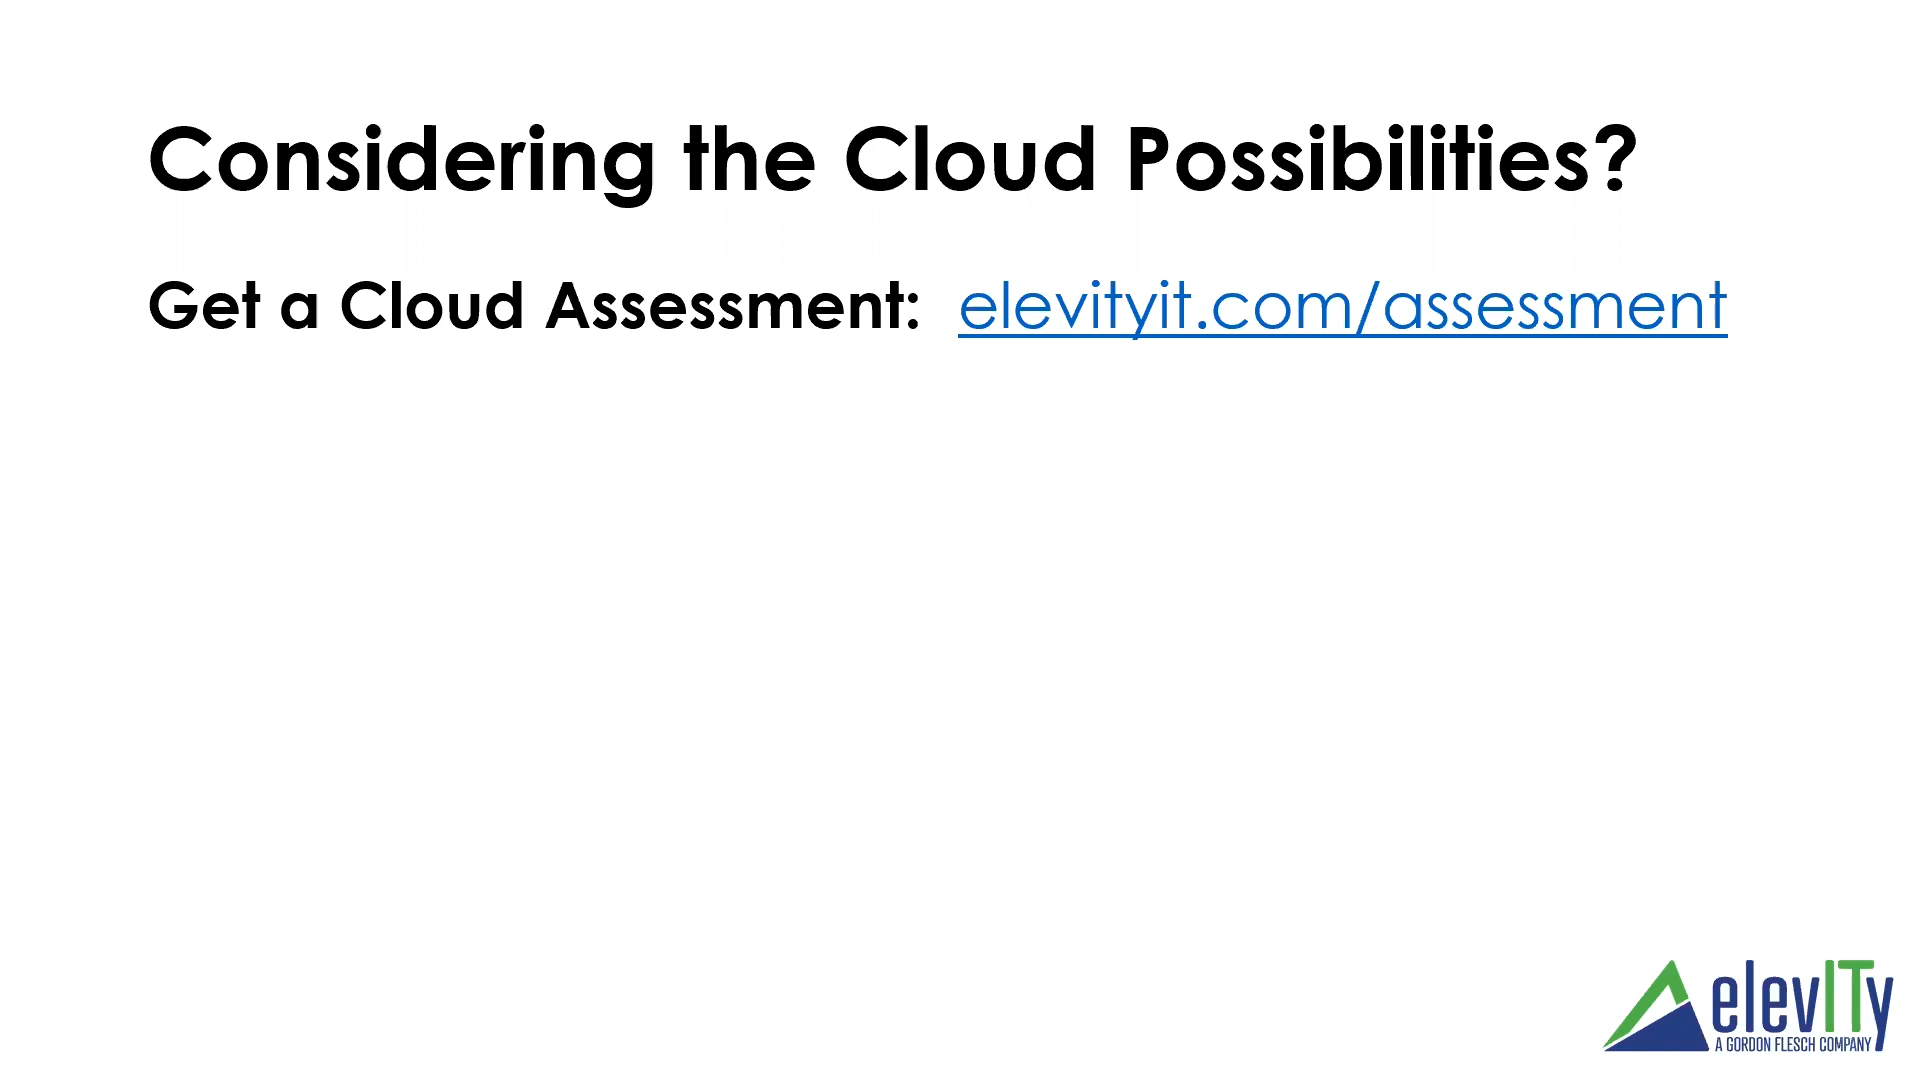 Considering the Cloud Possibilities?
Get a Cloud Assessment: elevityit.com/assessment
elevITy
A GORDON FLESCH COMPANY